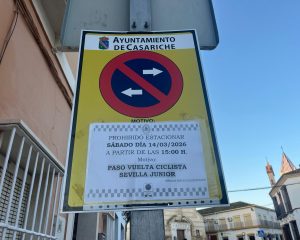 AYUNTAMIENTO
DE CASARICHE
MOTIVO:
PROHIBIDO ESTACIONAR
SÁBADO DÍA 14/03/2026
A PARTIR DE LAS 15:00 H
Motivo:
PASO VUELTA CICLISTA
SEVILLA JUNIOR